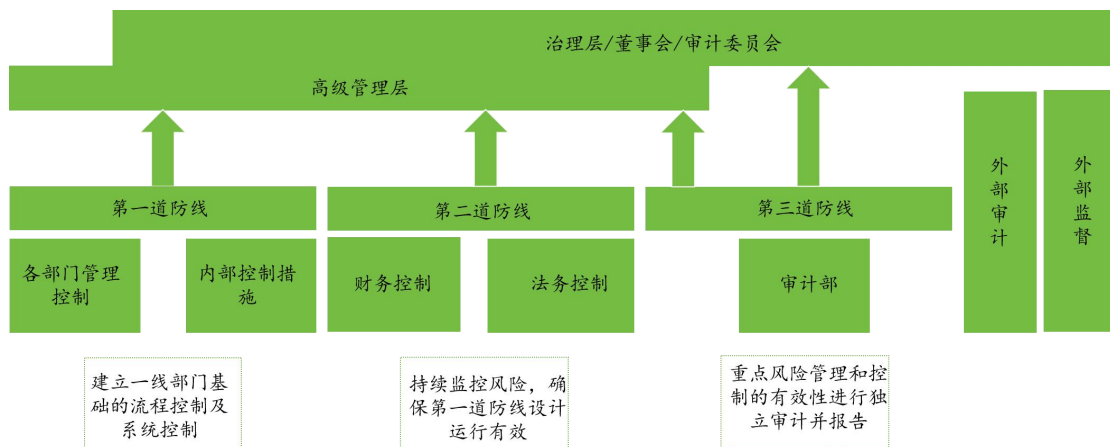 治理层/董事会/审计委员会
高级管理层
第一道防线
第二道防线
第三道防线
外部审计
外部监督
各部门管理
控制
内部控制措
施
财务控制
法务控制
审计部
建立一线部门基
础的流程控制及
系统控制
持续监控风险，确
保第一道防线设计
运行有效
重点风险管理和控
制的有效性进行独
立审计并报告